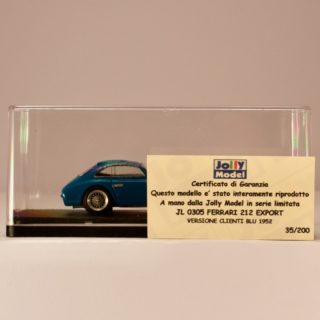 Jolly
Model
Certificato di Garanzia
Questo modello e' stato interamente riprodotto
A mano dalla Jolly Model in serie limitata
JL 0305 FERRARI 212 EXPORT
VERSIONE CLIENTI BLU 1952
35/200